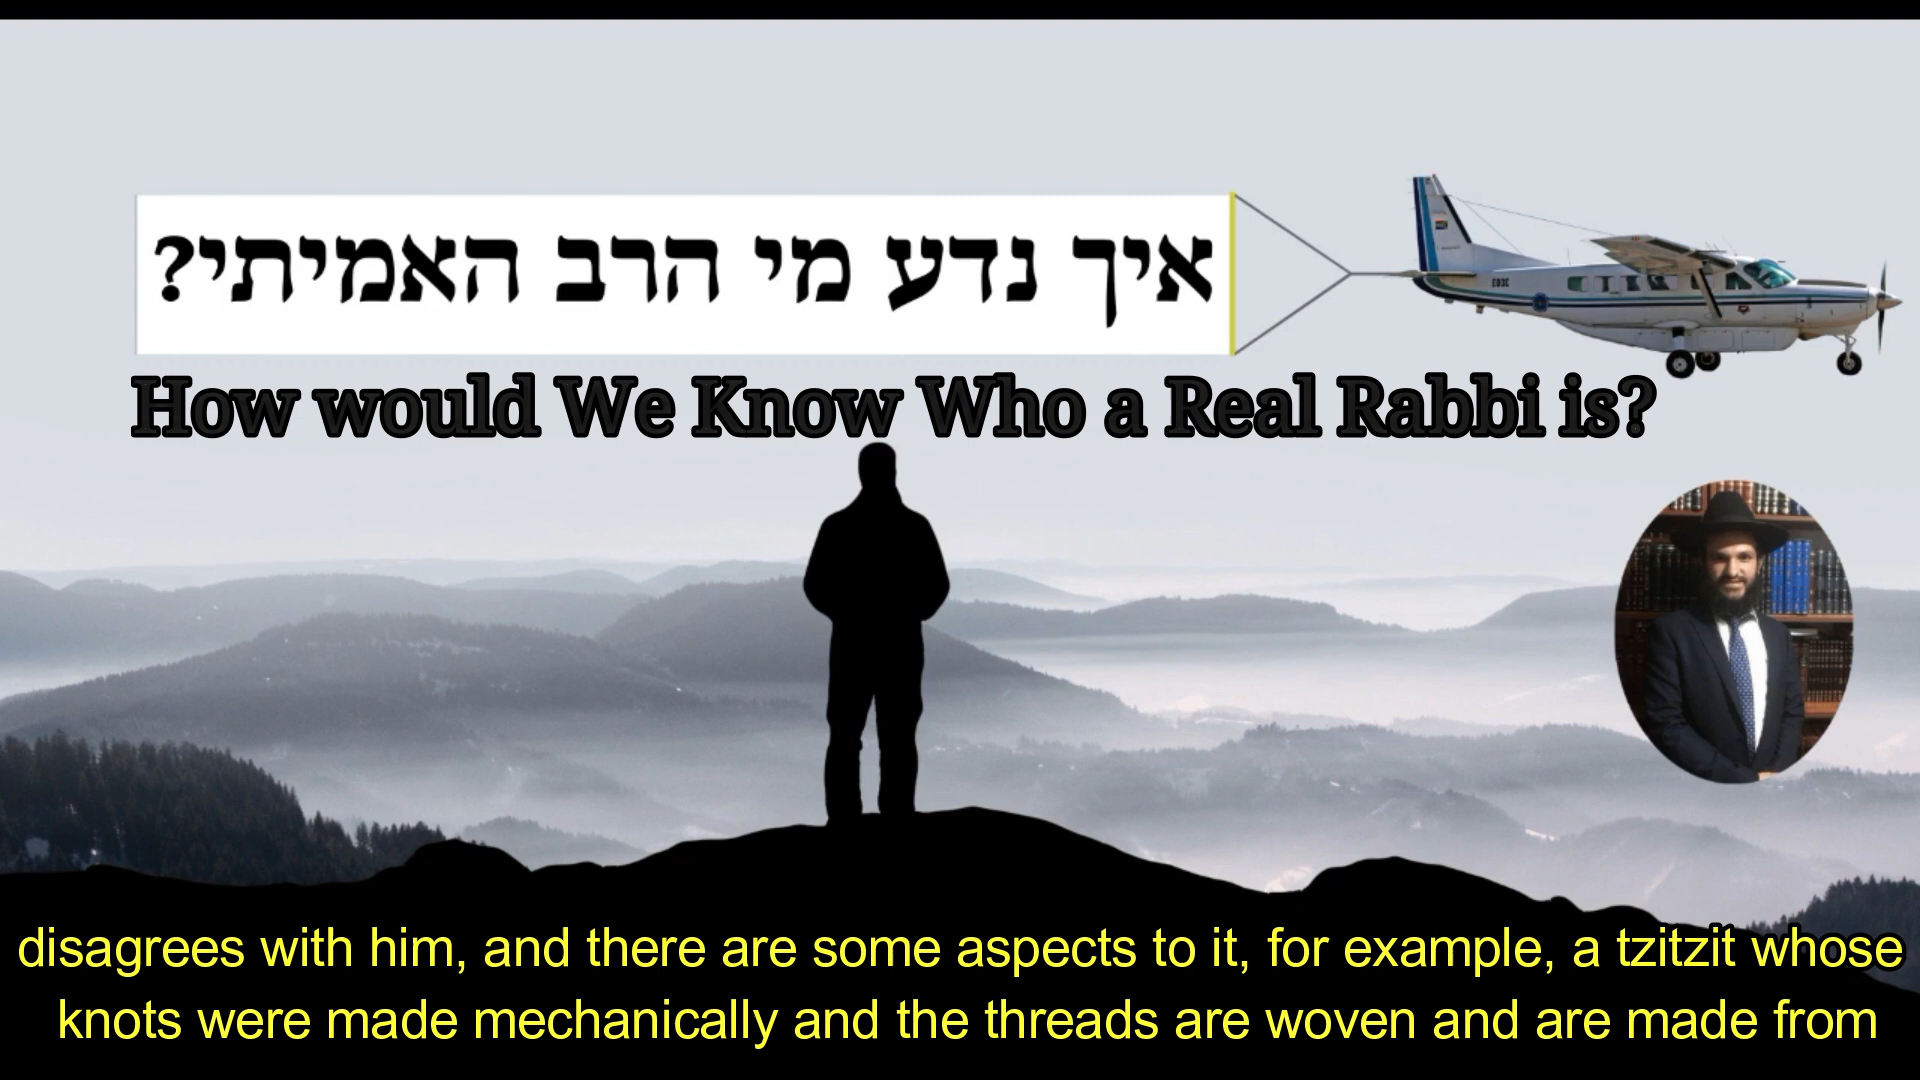 איך נדע מי הרב האמיתי?
How would We Know Who a Real Rabbi is?
disagrees with him, and there are some aspects to it, for example, a tzitzit whose
knots were made mechanically and the threads are woven and are made from